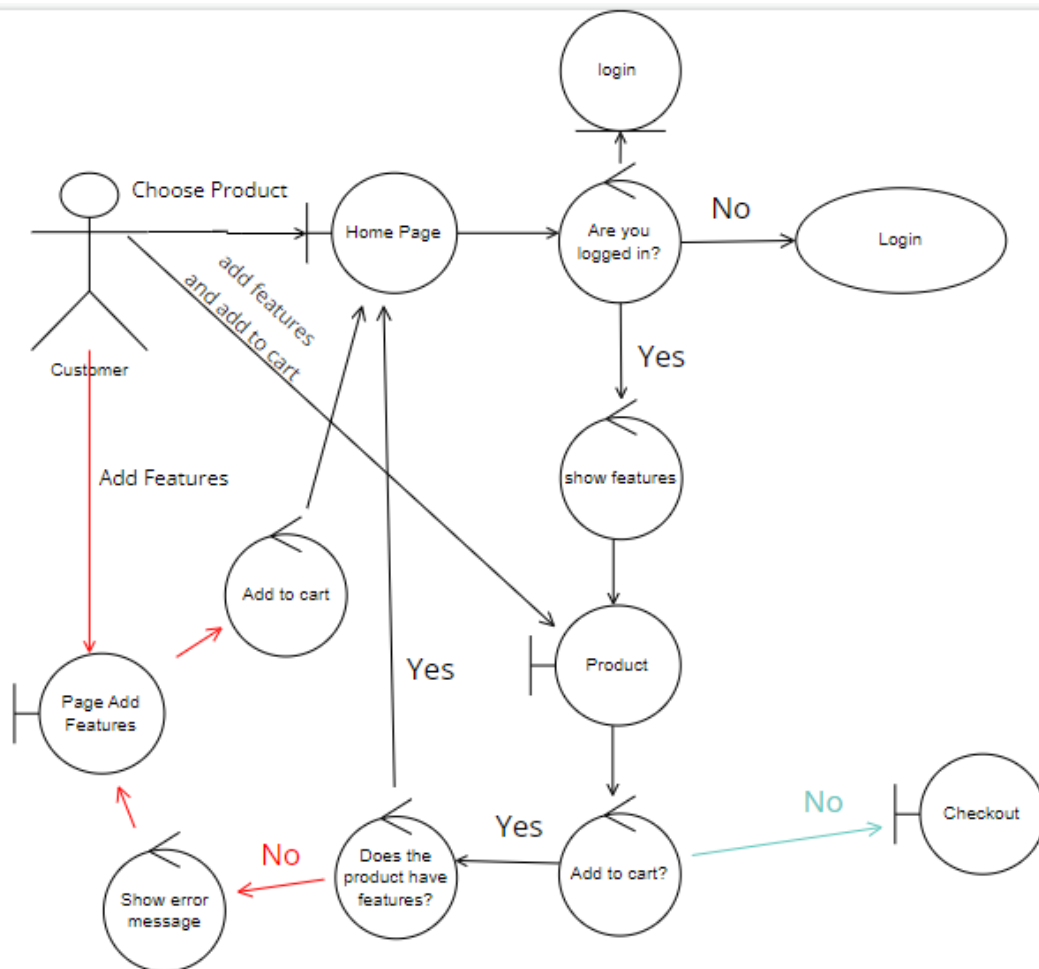 login
Choose Product
Home Page
Are you
logged in?
No
Login
add features
and add to cart
Yes
Customer
Add Features
show features
Add to cart
Yes
Product
Page Add
Features
No
Checkout
Yes
Add to cart?
Does the
product have
features?
No
Show error
message